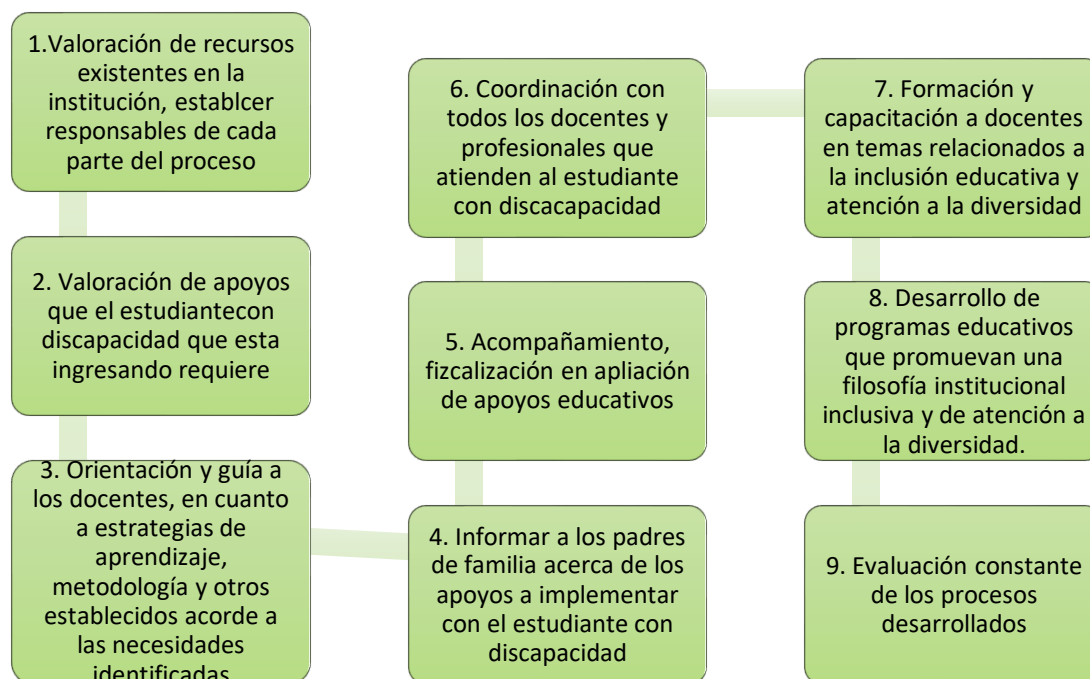 1.Valoración de recursos
existentes en la
institución, establcer
responsables de cada
parte del proceso
2. Valoración de apoyos
que el estudiantecon
discapacidad que esta
ingresando requiere
3. Orientación y guía a
los docentes, en cuanto
a estrategias de
aprendizaje,
metodología y otros
establecidos acorde a
las necesidades
identificadas
4. Informar a los padres
de familia acerca de los
apoyos a implementar
con el estudiante con
discapacidad
5. Acompañamiento,
fizcalización en apliación
de apoyos educativos
6. Coordinación con
todos los docentes y
profesionales que
atienden al estudiante
con discacapacidad
7. Formación y
capacitación a docentes
en temas relacionados a
la inclusión educativa y
atención a la diversidad
8. Desarrollo de
programas educativos
que promuevan una
filosofía institucional
inclusiva y de atención a
la diversidad.
9. Evaluación constante
de los procesos
desarrollados